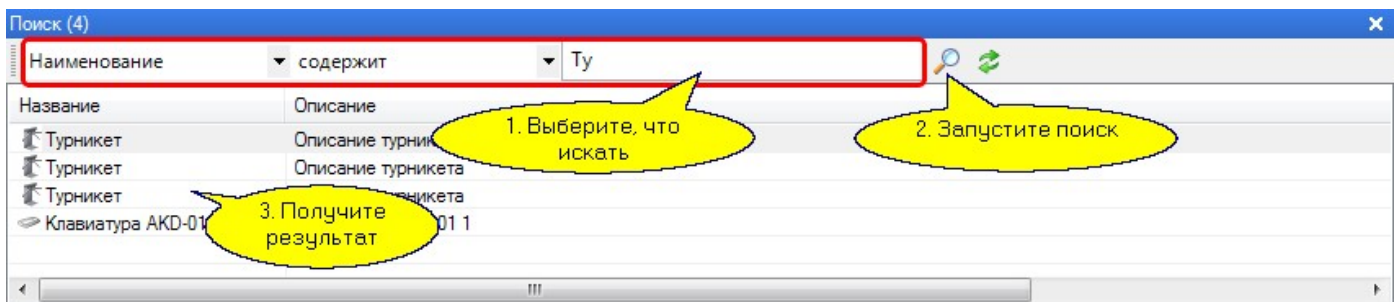 Поиск (4)
Наименование содержит Ту
Название Описание
Турникет Описание турник
Турникет Описание турникета
Турникет никета
Клавиатура AKD-01 01 1
1. Выберите, что
искать
2. Запустите поиск
3. Получите
результат